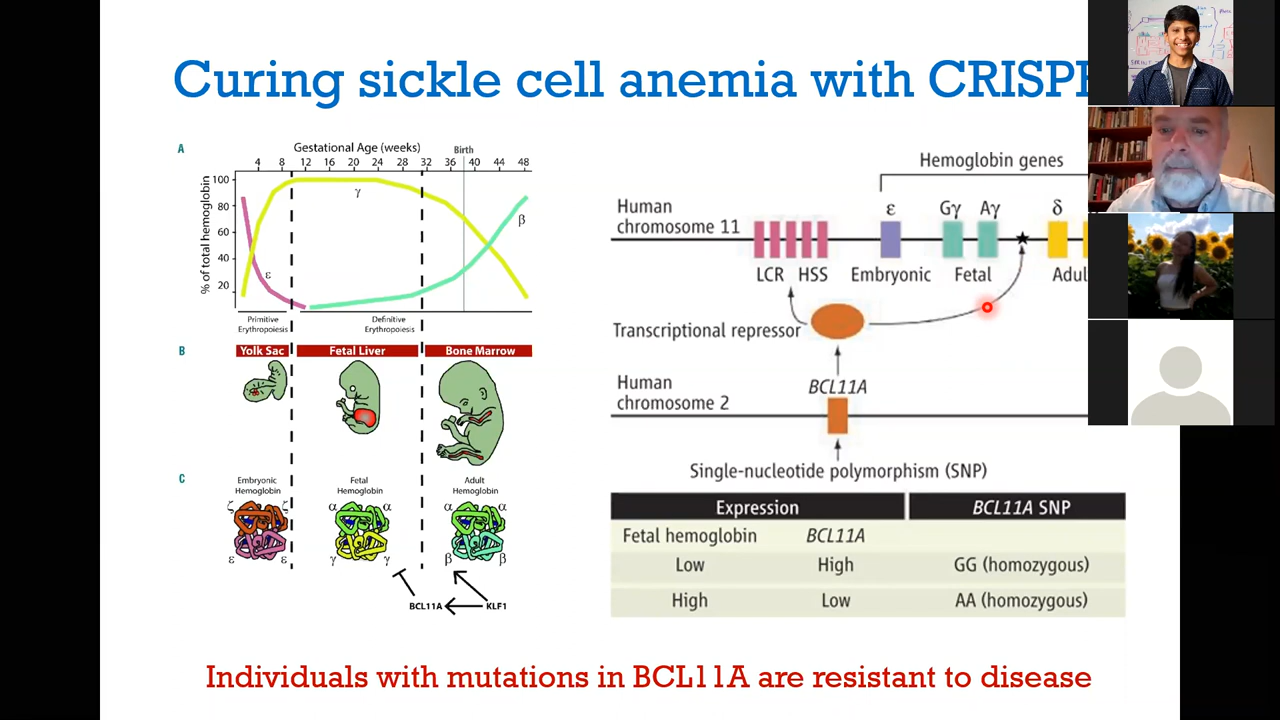 Curing sickle cell anemia with CRISP
A
Gestational Age (weeks)
Birth
4 8 12 16 20 24 28 32 36 40 44 48
% of total hemoglobin
100
80
60
40
20
γ
β
ε
Primitive
Erythropoiesis
Definitive
Erythropoiesis
B
Yolk Sac
Fetal Liver
Bone Marrow
C
Embryonic
Hemoglobin
Fetal
Hemoglobin
Adult
Hemoglobin
ζ ζ α α α α
ε ε γ γ β β
BCL11A
KLF1
Hemoglobin genes
Human
chromosome 11
ε Gγ Aγ δ
LCR HSS Embryonic Fetal Adul
Transcriptional repressor
Human
chromosome 2
BCL11A
Single-nucleotide polymorphism (SNP)
Expression BCL11A SNP
Fetal hemoglobin BCL11A
Low High GG (homozygous)
High Low AA (homozygous)
Individuals with mutations in BCL11A are resistant to disease